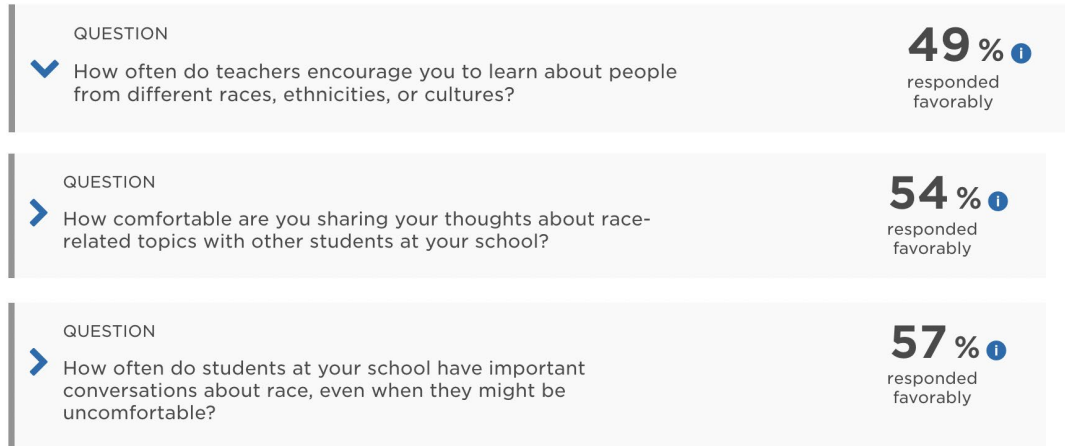 QUESTION
How often do teachers encourage you to learn about people
from different races, ethnicities, or cultures?
49 % i
responded
favorably
QUESTION
How comfortable are you sharing your thoughts about race-
related topics with other students at your school?
54 % i
responded
favorably
QUESTION
How often do students at your school have important
conversations about race, even when they might be
uncomfortable?
57 % i
responded
favorably